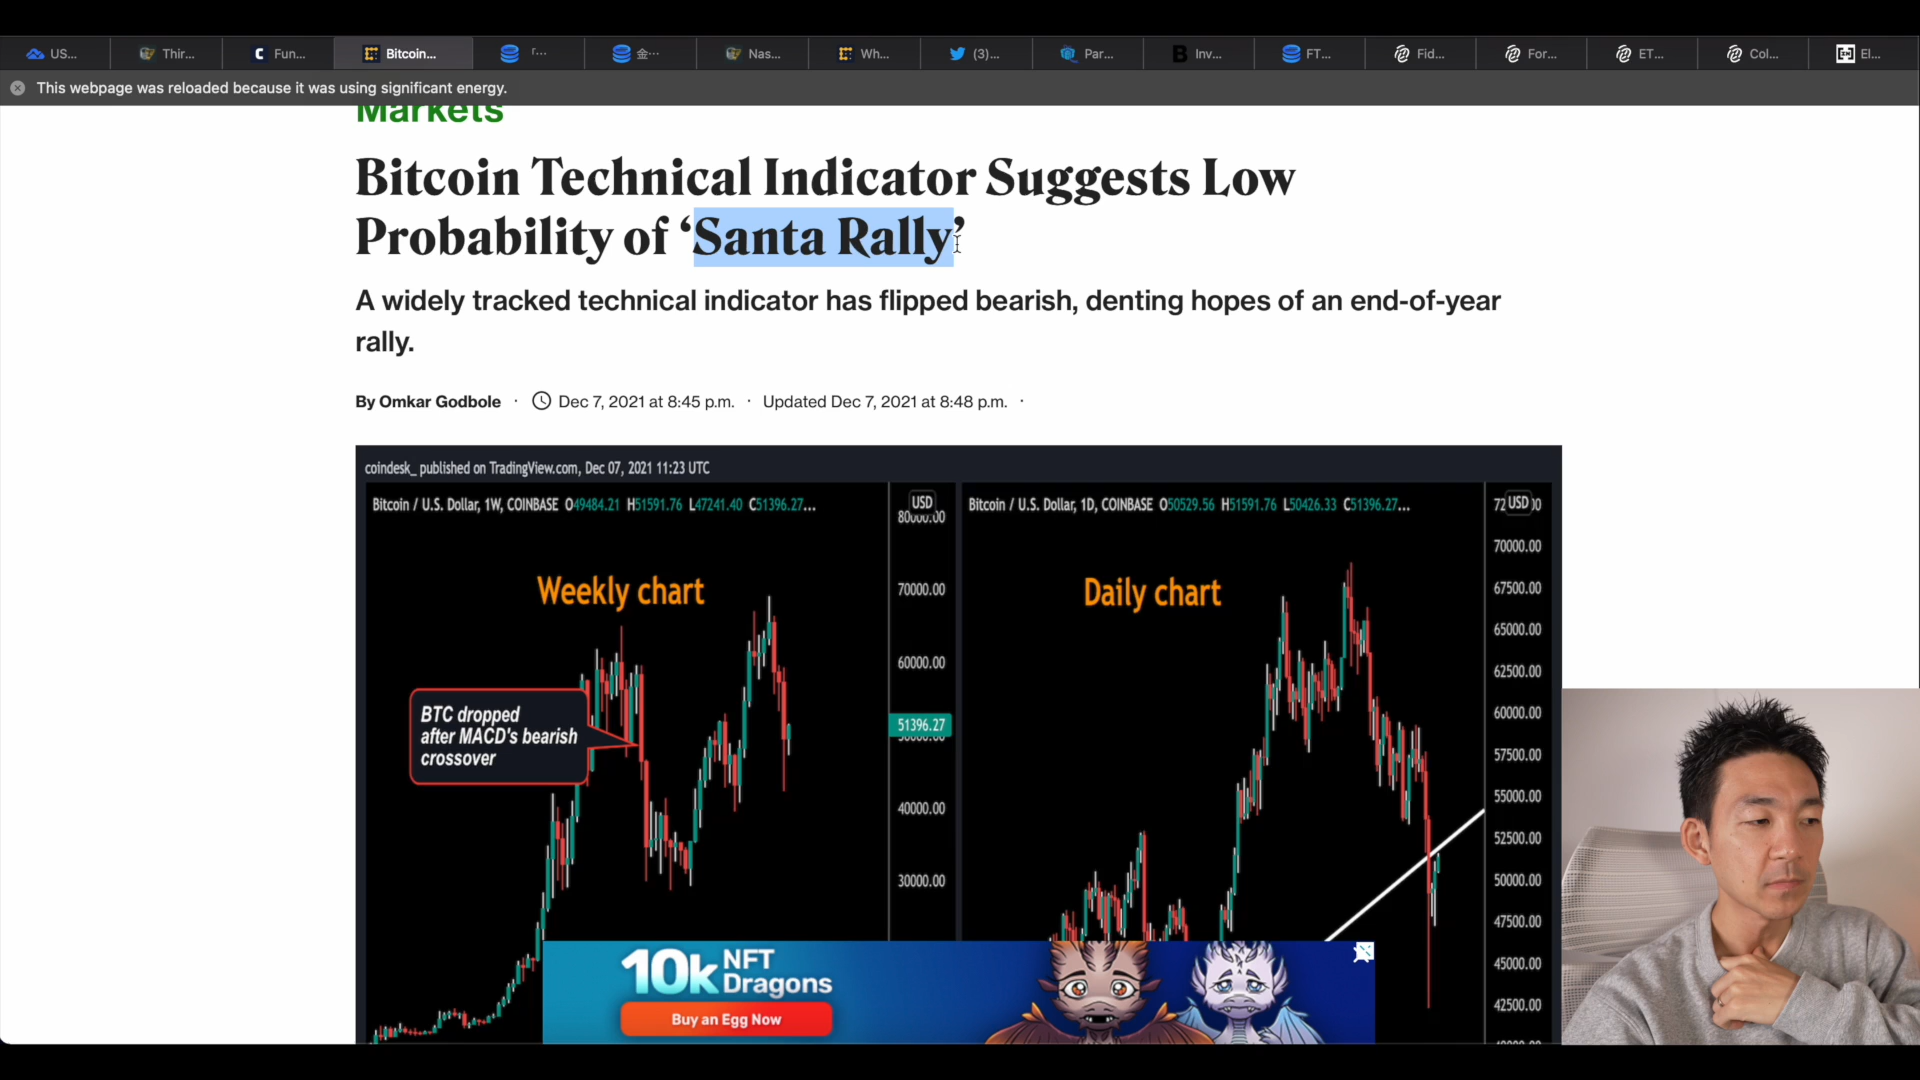 US...
Thir...
Fun...
Bitcoin...
「...
金...
Nas...
Wh...
(3)...
Par...
Inv...
FT...
Fid...
For...
ET...
Col...
El...
This webpage was reloaded because it was using significant energy.
Markets
Bitcoin Technical Indicator Suggests Low
Probability of ‘Santa Rally’
A widely tracked technical indicator has flipped bearish, denting hopes of an end-of-year
rally.
By Omkar Godbole · Dec 7, 2021 at 8:45 p.m. · Updated Dec 7, 2021 at 8:48 p.m. ·
coindesk_ published on TradingView.com, Dec 07, 2021 11:23 UTC
Bitcoin / U.S. Dollar, 1W, COINBASE O49484.21 H51591.76 L47241.40 C51396.27...
USD
80000.00
70000.00
60000.00
51396.27
40000.00
30000.00
Weekly chart
BTC dropped
after MACD's bearish
crossover
Bitcoin / U.S. Dollar, 1D, COINBASE O50529.56 H51591.76 L50426.33 C51396.27...
USD
70000.00
67500.00
65000.00
62500.00
60000.00
57500.00
55000.00
52500.00
50000.00
47500.00
45000.00
42500.00
Daily chart
10k NFT
Dragons
Buy an Egg Now